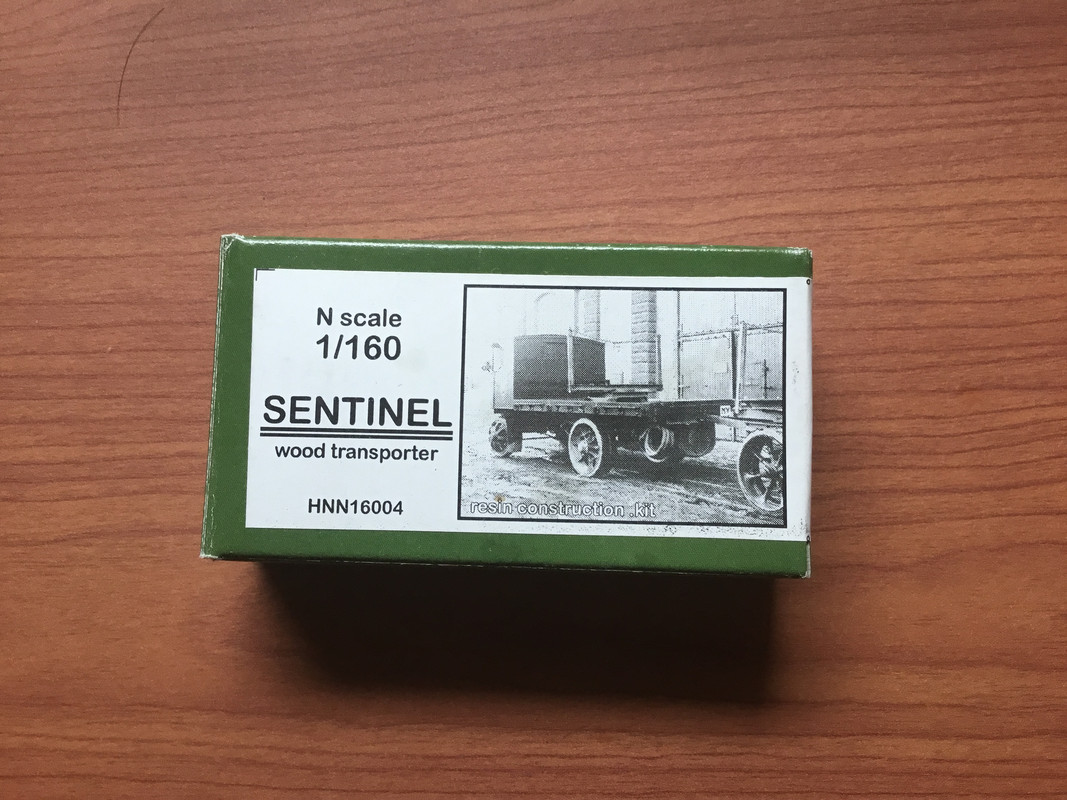 N scale
1/160
SENTINEL
wood transporter
HNN16004
resin construction .kit